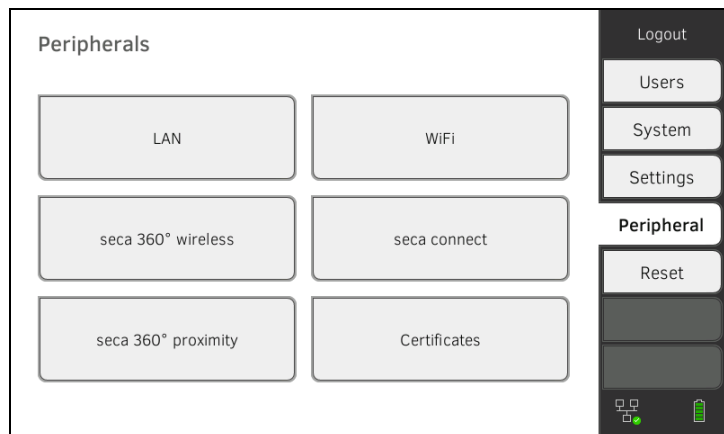 Peripherals
LAN
WiFi
seca 360° wireless
seca connect
seca 360° proximity
Certificates
Logout
Users
System
Settings
Peripheral
Reset